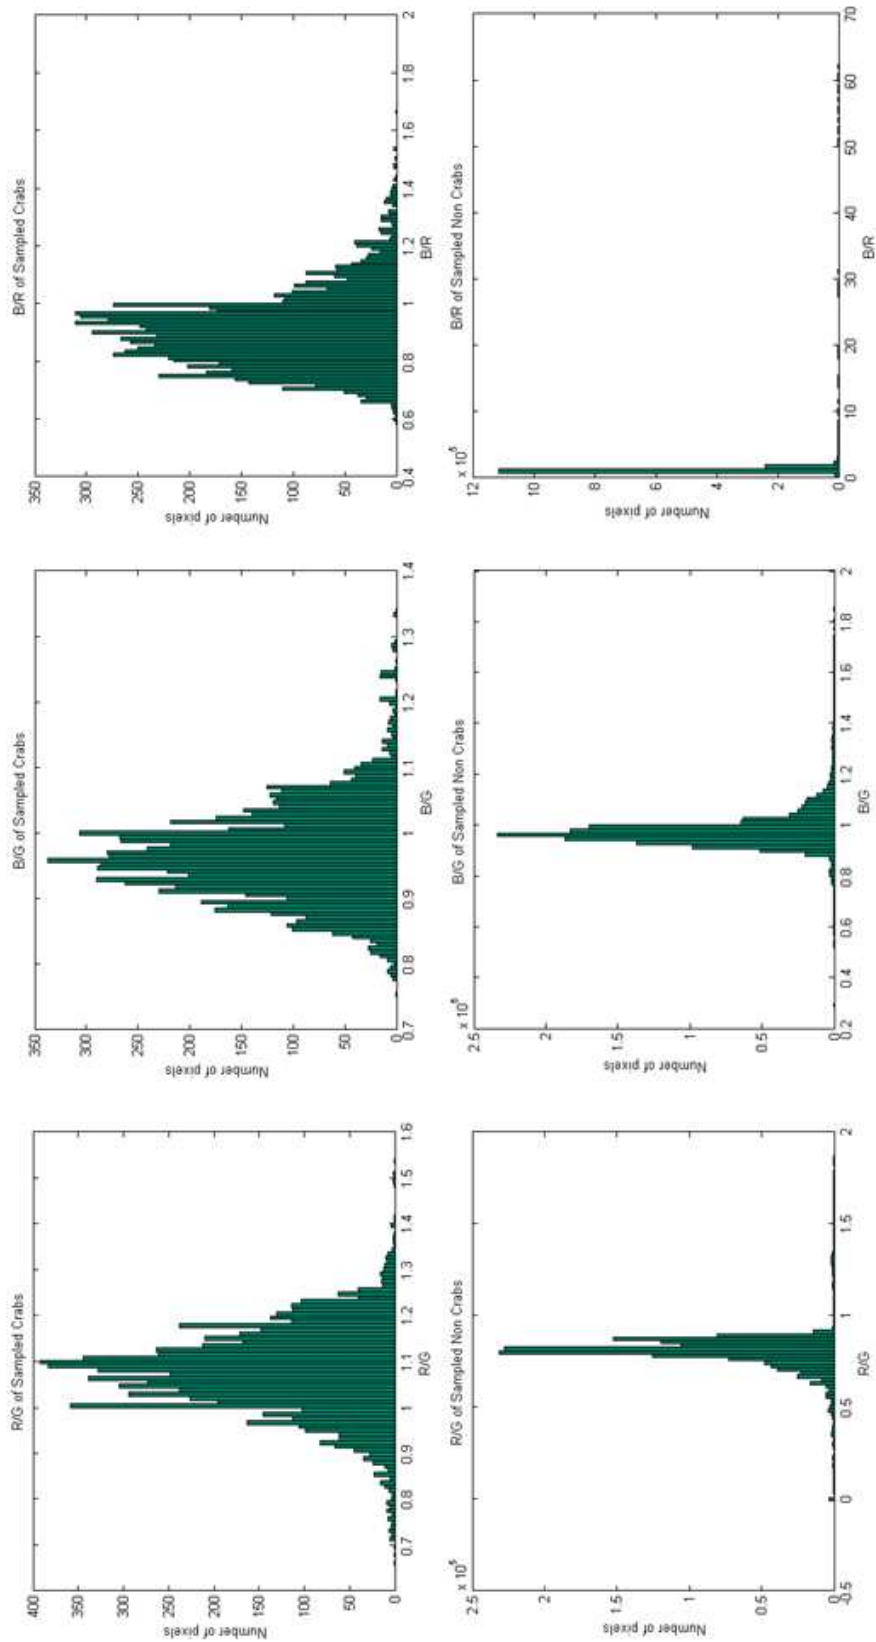 R/G of Sampled Crabs
400
350
300
250
200
150
100
50
0
Number of pixels
0.7 0.8 0.9 1 1.1 1.2 1.3 1.4 1.5 1.6
R/G
B/G of Sampled Crabs
350
300
250
200
150
100
50
0
Number of pixels
0.7 0.8 0.9 1 1.1 1.2 1.3 1.4
B/G
B/R of Sampled Crabs
350
300
250
200
150
100
50
0
Number of pixels
0.4 0.6 0.8 1 1.2 1.4 1.6 1.8 2
B/R
x 10⁵
R/G of Sampled Non Crabs
2.5
2
1.5
1
0.5
0
Number of pixels
-0.5 0 0.5 1 1.5 2
R/G
x 10⁵
B/G of Sampled Non Crabs
2.5
2
1.5
1
0.5
0
Number of pixels
0.2 0.4 0.6 0.8 1 1.2 1.4 1.6 1.8 2
B/G
x 10⁵
B/R of Sampled Non Crabs
12
10
8
6
4
2
0
Number of pixels
0 10 20 30 40 50 60 70
B/R